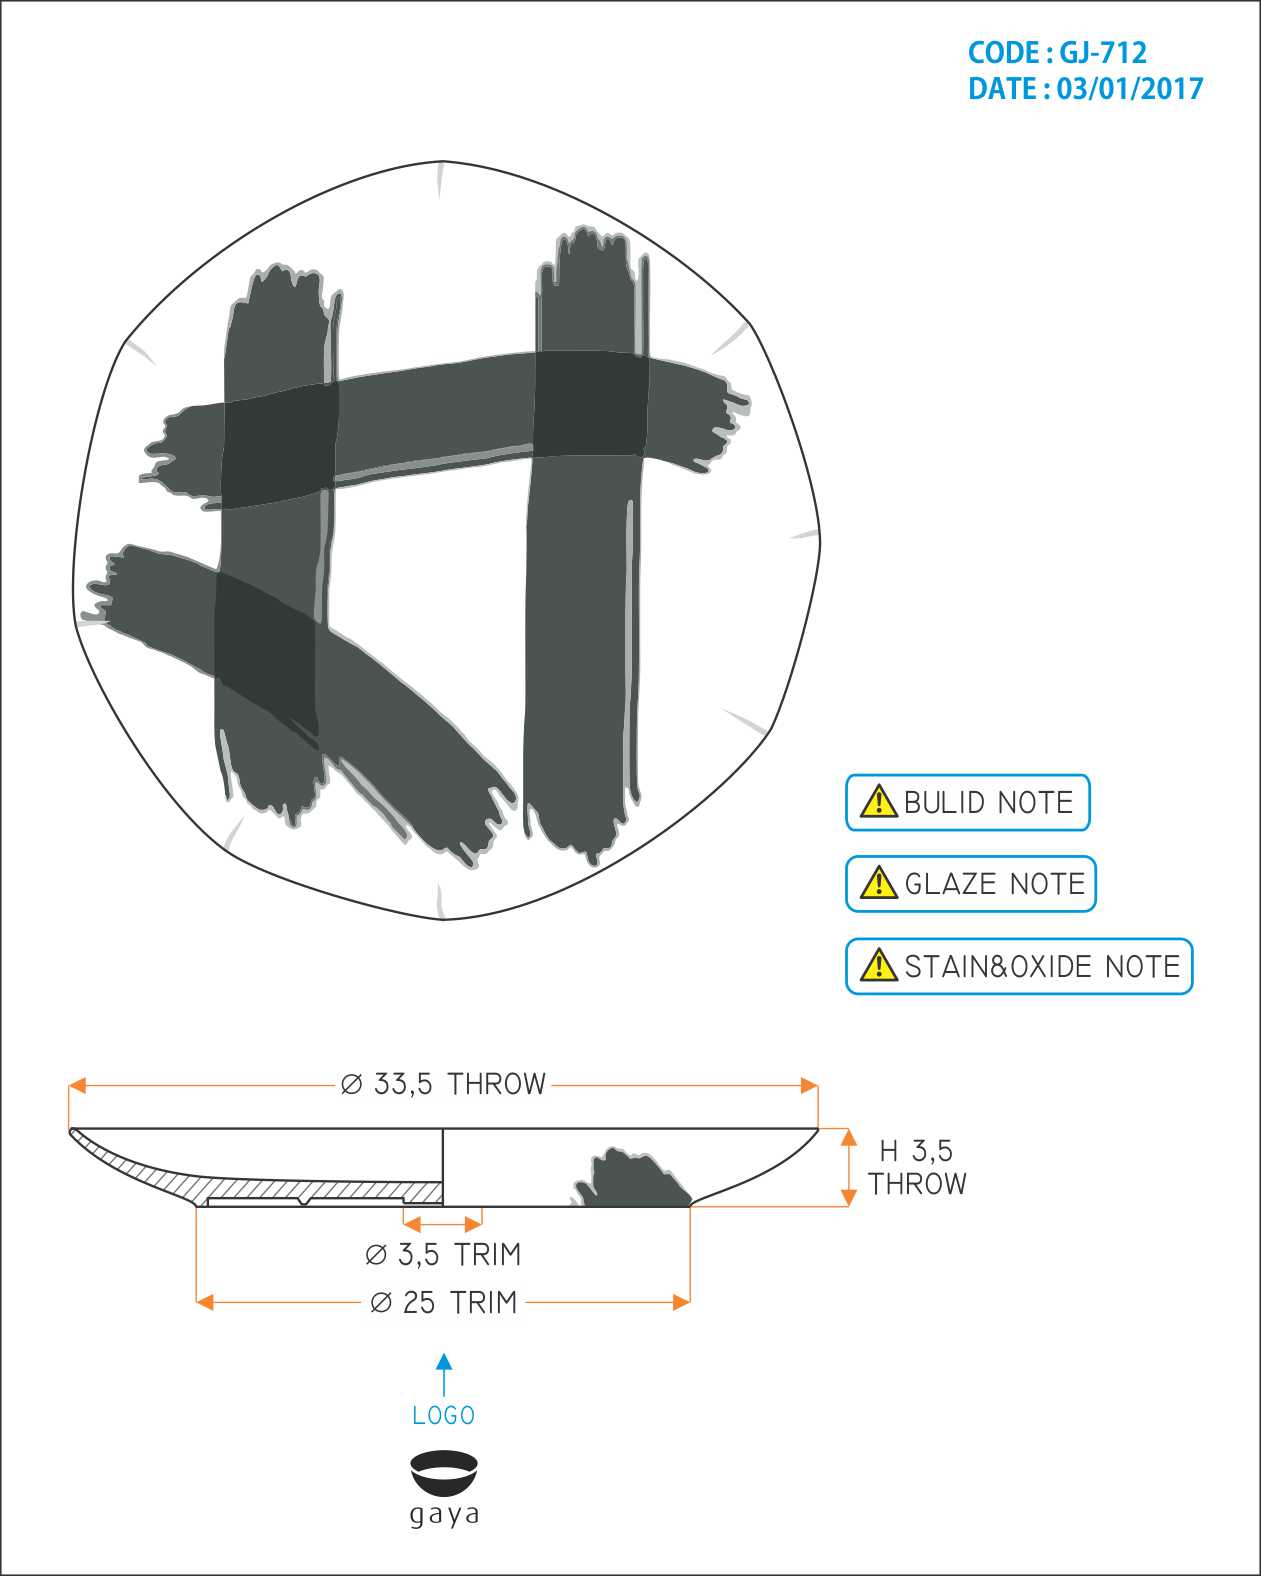 CODE : GJ-712
DATE : 03/01/2017
BULID NOTE
GLAZE NOTE
STAIN&OXIDE NOTE
Ø 33,5 THROW
H 3,5
THROW
Ø 3,5 TRIM
Ø 25 TRIM
LOGO
gaya